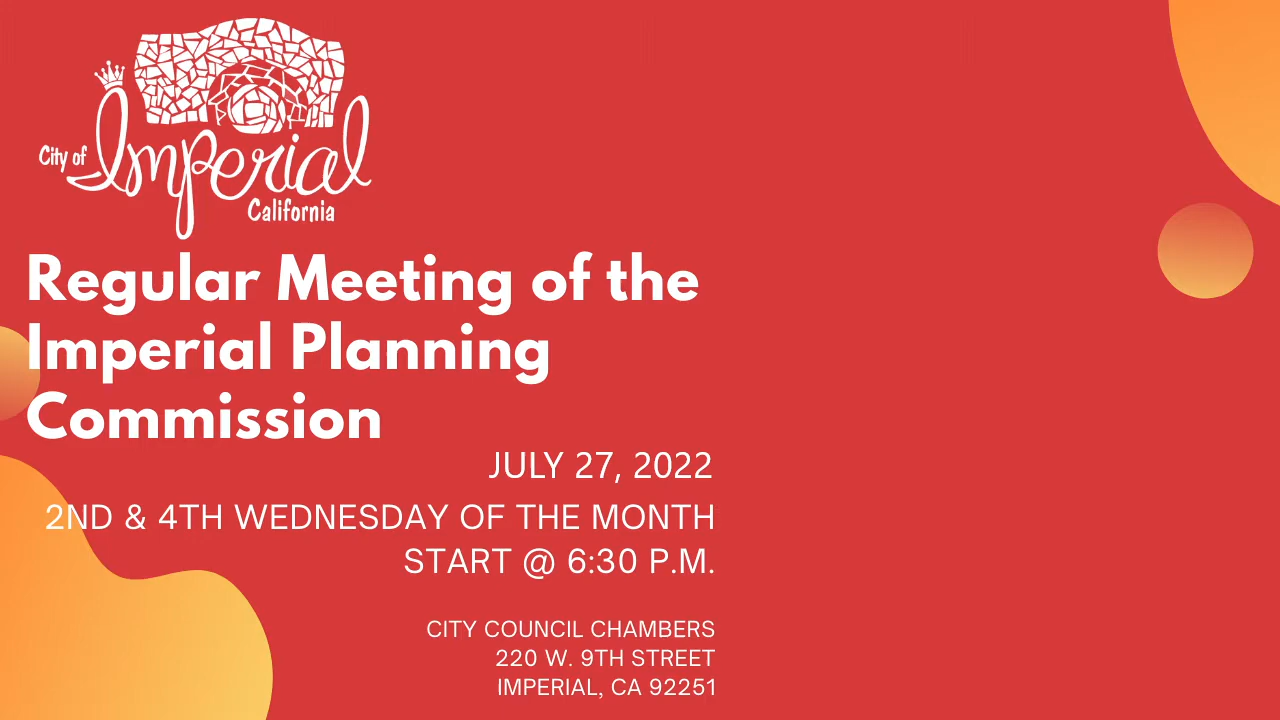 City of
Imperial
California
Regular Meeting of the
Imperial Planning
Commission
JULY 27, 2022
2ND & 4TH WEDNESDAY OF THE MONTH
START @ 6:30 P.M.
CITY COUNCIL CHAMBERS
220 W. 9TH STREET
IMPERIAL, CA 92251